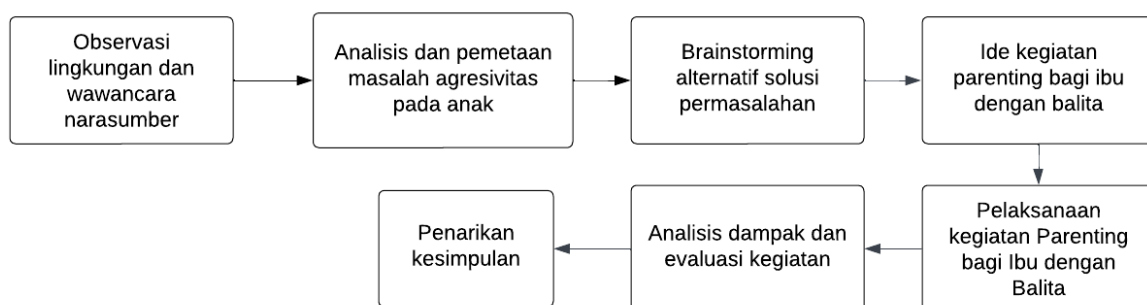 Observasi
lingkungan dan
wawancara
narasumber
Analisis dan pemetaan
masalah agresivitas
pada anak
Brainstorming
alternatif solusi
permasalahan
Ide kegiatan
parenting bagi ibu
dengan balita
Pelaksanaan
kegiatan Parenting
bagi Ibu dengan
Balita
Analisis dampak dan
evaluasi kegiatan
Penarikan
kesimpulan